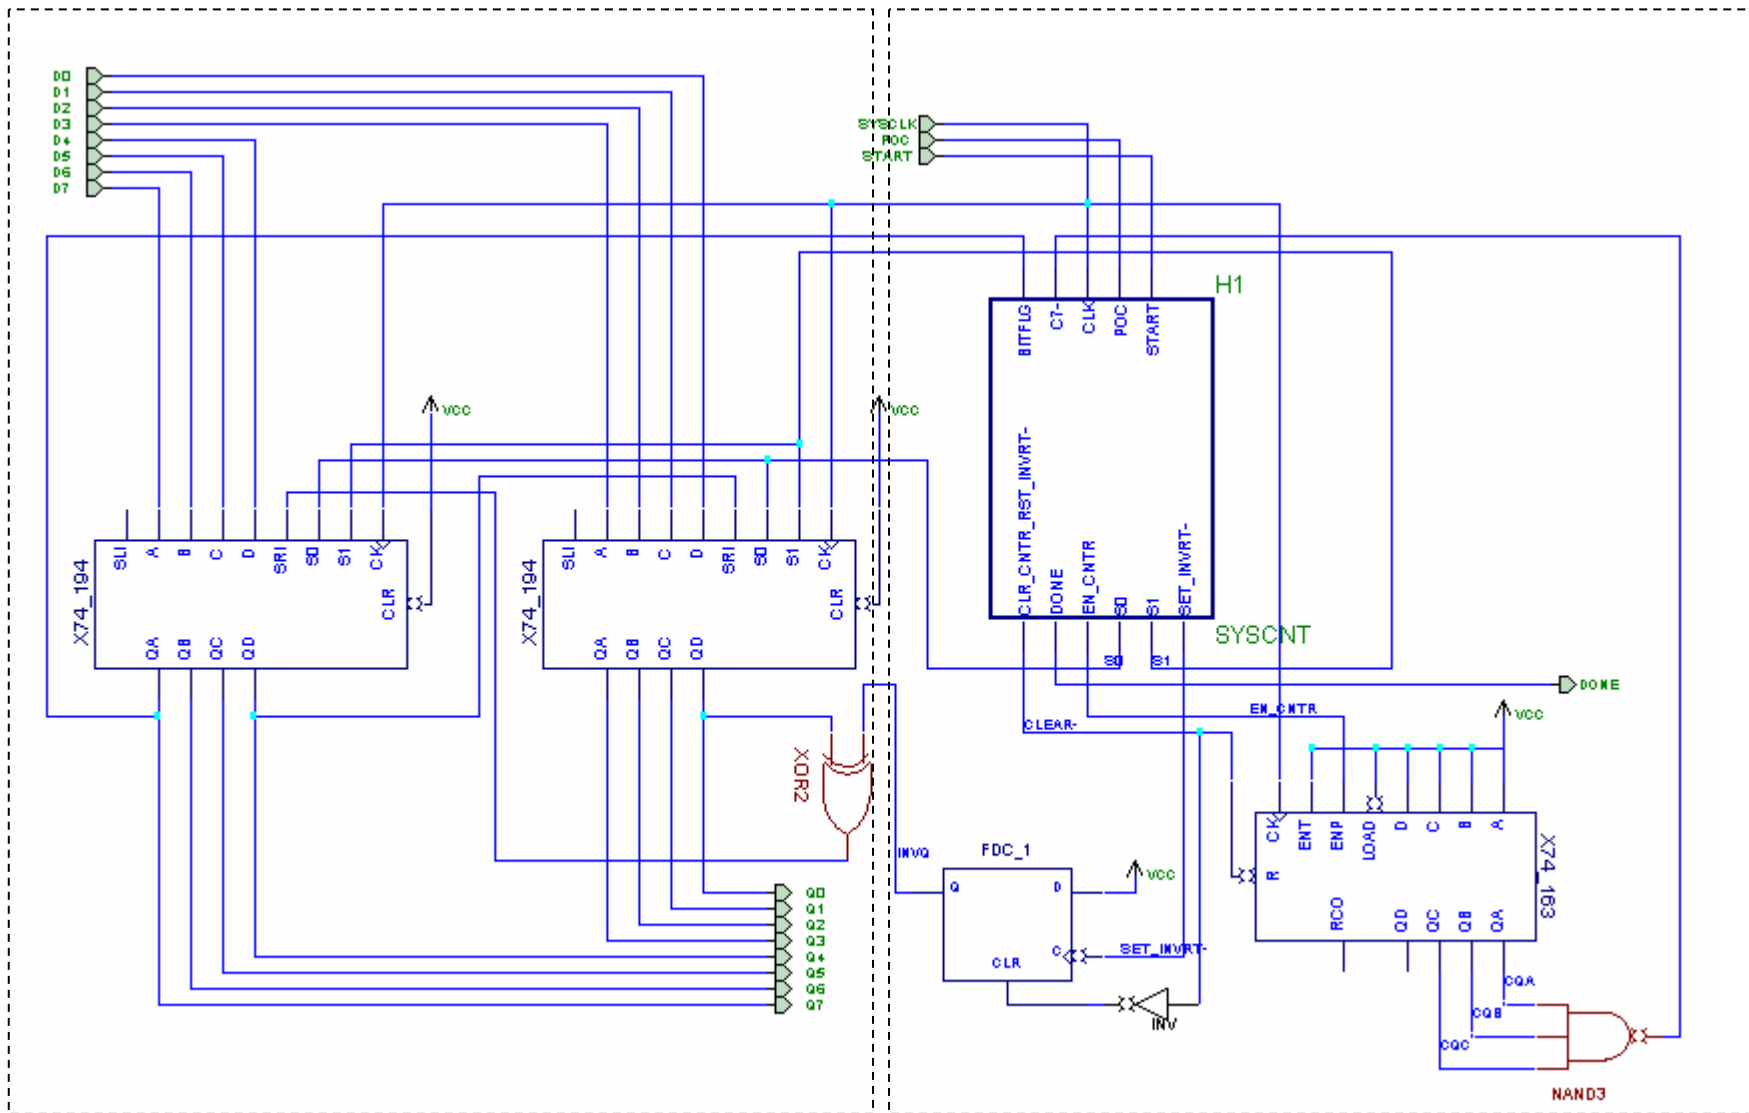 D0
D1
D2
D3
D4
D5
D6
D7
SYSCLK
POC
START
H1
BITFLG
C7-
CLK
POC
START
CLR_CNTR_RST_INVRT-
DONE
EN_CNTR
S0
S1
SET_INVRT-
SYSCNT
VCC
VCC
X74_194
SLI
A
B
C
D
SRI
S0
S1
CK
CLR
QA
QB
QC
QD
X74_194
SLI
A
B
C
D
SRI
S0
S1
CK
CLR
QA
QB
QC
QD
S0
S1
DONE
EN_CNTR
VCC
CLEAR-
XOR2
INVQ
FDC_1
Q
D
C
CLR
VCC
SET_INVRT-
INV
CK
ENT
ENP
LOAD
D
C
B
A
R
RCO
QD
QC
QB
QA
X74_163
CQA
CQB
CQC
NAND3
Q0
Q1
Q2
Q3
Q4
Q5
Q6
Q7